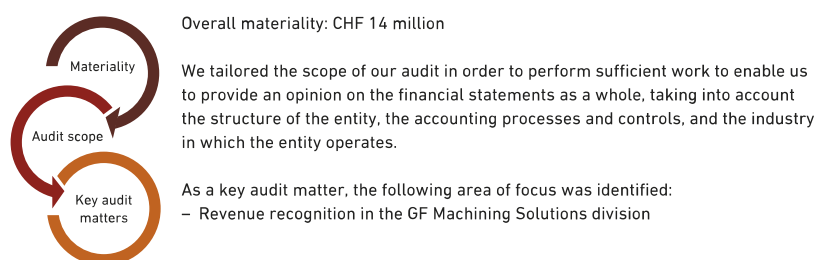 Overall materiality: CHF 14 million
Materiality
We tailored the scope of our audit in order to perform sufficient work to enable us
to provide an opinion on the financial statements as a whole, taking into account
the structure of the entity, the accounting processes and controls, and the industry
in which the entity operates.
Audit scope
As a key audit matter, the following area of focus was identified:
– Revenue recognition in the GF Machining Solutions division
Key audit
matters